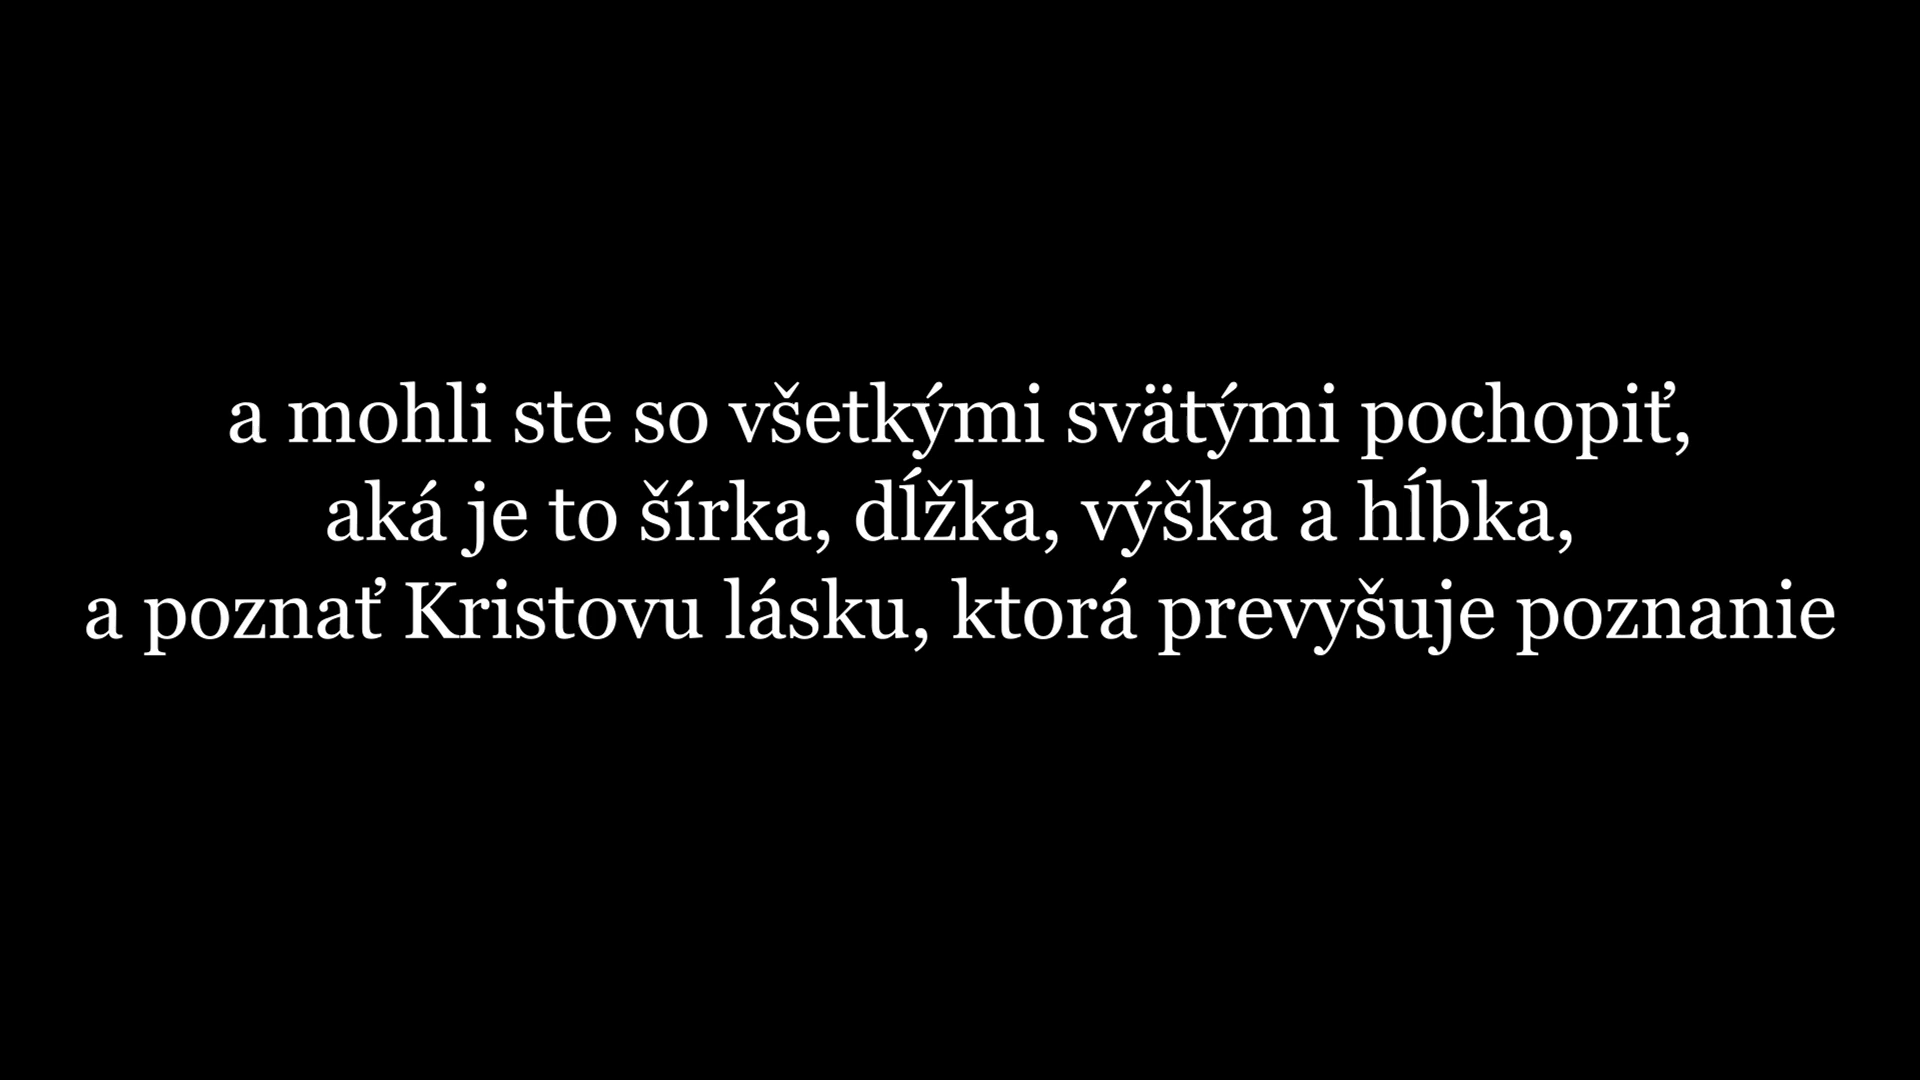 a mohli ste so všetkými svätými pochopiť,
aká je to šírka, dĺžka, výška a hĺbka,
a poznať Kristovu lásku, ktorá prevyšuje poznanie